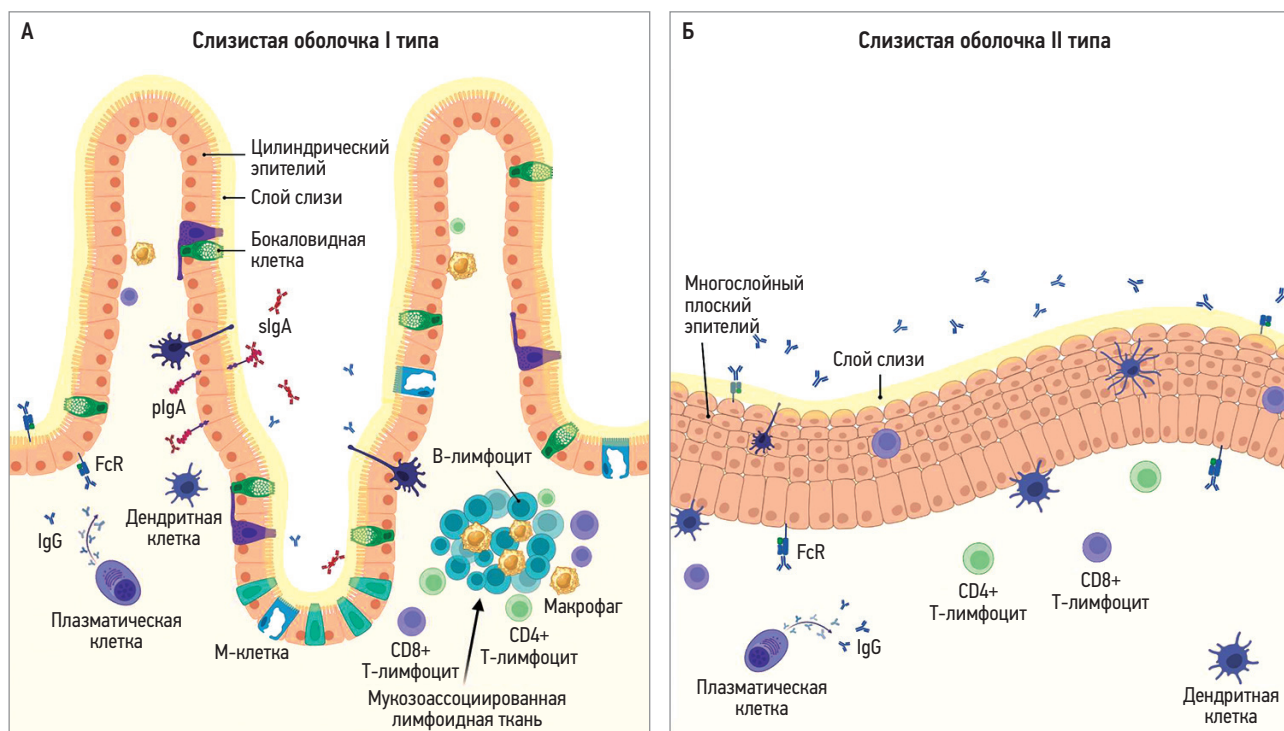 А
Слизистая оболочка I типа
Цилиндрический
эпителий
Слой слизи
Бокаловидная
клетка
sIgA
pIgA
FcR
В-лимфоцит
Дендритная
клетка
IgG
Плазматическая
клетка
М-клетка
Макрофаг
CD4+
Т-лимфоцит
CD8+
Т-лимфоцит
Мукозоассоциированная
лимфоидная ткань
Б
Слизистая оболочка II типа
Многослойный
плоский
эпителий
Слой слизи
FcR
CD4+
Т-лимфоцит
CD8+
Т-лимфоцит
IgG
Плазматическая
клетка
Дендритная
клетка